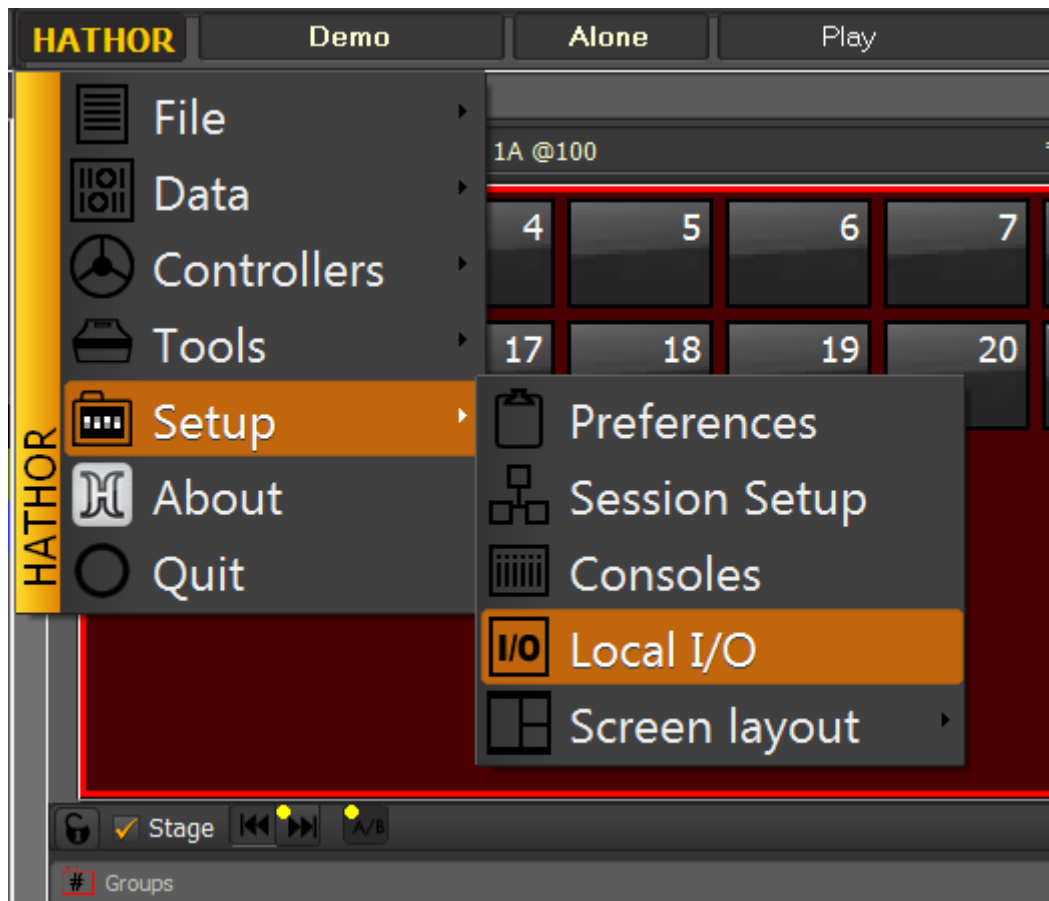 HATHOR Demo Alone Play
File
1A @100
Data
4 5 6 7
Controllers
Tools
17 18 19 20
Setup
Preferences
About
Session Setup
Quit
Consoles
HATHOR
I/O Local I/O
Screen layout
Stage A/B
# Groups